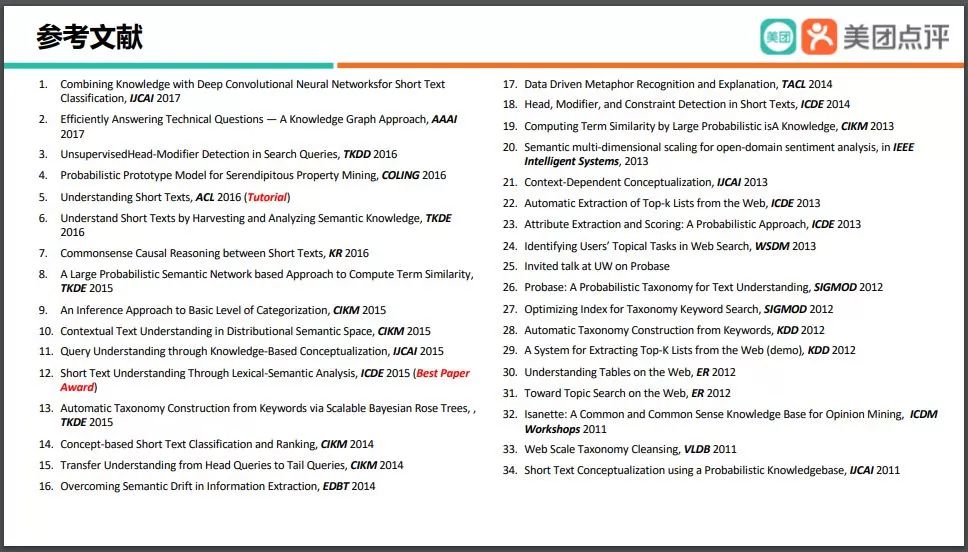 参考文献
美团
美团点评
1. Combining Knowledge with Deep Convolutional Neural Networksfor Short Text
Classification, IJCAI 2017
2. Efficiently Answering Technical Questions — A Knowledge Graph Approach, AAAI
2017
3. UnsupervisedHead-Modifier Detection in Search Queries, TKDD 2016
4. Probabilistic Prototype Model for Serendipitous Property Mining, COLING 2016
5. Understanding Short Texts, ACL 2016 (Tutorial)
6. Understand Short Texts by Harvesting and Analyzing Semantic Knowledge, TKDE
2016
7. Commonsense Causal Reasoning between Short Texts, KR 2016
8. A Large Probabilistic Semantic Network based Approach to Compute Term Similarity,
TKDE 2015
9. An Inference Approach to Basic Level of Categorization, CIKM 2015
10. Contextual Text Understanding in Distributional Semantic Space, CIKM 2015
11. Query Understanding through Knowledge-Based Conceptualization, IJCAI 2015
12. Short Text Understanding Through Lexical-Semantic Analysis, ICDE 2015 (Best Paper
Award)
13. Automatic Taxonomy Construction from Keywords via Scalable Bayesian Rose Trees, ,
TKDE 2015
14. Concept-based Short Text Classification and Ranking, CIKM 2014
15. Transfer Understanding from Head Queries to Tail Queries, CIKM 2014
16. Overcoming Semantic Drift in Information Extraction, EDBT 2014
17. Data Driven Metaphor Recognition and Explanation, TACL 2014
18. Head, Modifier, and Constraint Detection in Short Texts, ICDE 2014
19. Computing Term Similarity by Large Probabilistic isA Knowledge, CIKM 2013
20. Semantic multi-dimensional scaling for open-domain sentiment analysis, in IEEE
Intelligent Systems, 2013
21. Context-Dependent Conceptualization, IJCAI 2013
22. Automatic Extraction of Top-k Lists from the Web, ICDE 2013
23. Attribute Extraction and Scoring: A Probabilistic Approach, ICDE 2013
24. Identifying Users' Topical Tasks in Web Search, WSDM 2013
25. Invited talk at UW on Probase
26. Probase: A Probabilistic Taxonomy for Text Understanding, SIGMOD 2012
27. Optimizing Index for Taxonomy Keyword Search, SIGMOD 2012
28. Automatic Taxonomy Construction from Keywords, KDD 2012
29. A System for Extracting Top-K Lists from the Web (demo), KDD 2012
30. Understanding Tables on the Web, ER 2012
31. Toward Topic Search on the Web, ER 2012
32. Isanette: A Common and Common Sense Knowledge Base for Opinion Mining, ICDM
Workshops 2011
33. Web Scale Taxonomy Cleansing, VLDB 2011
34. Short Text Conceptualization using a Probabilistic Knowledgebase, IJCAI 2011